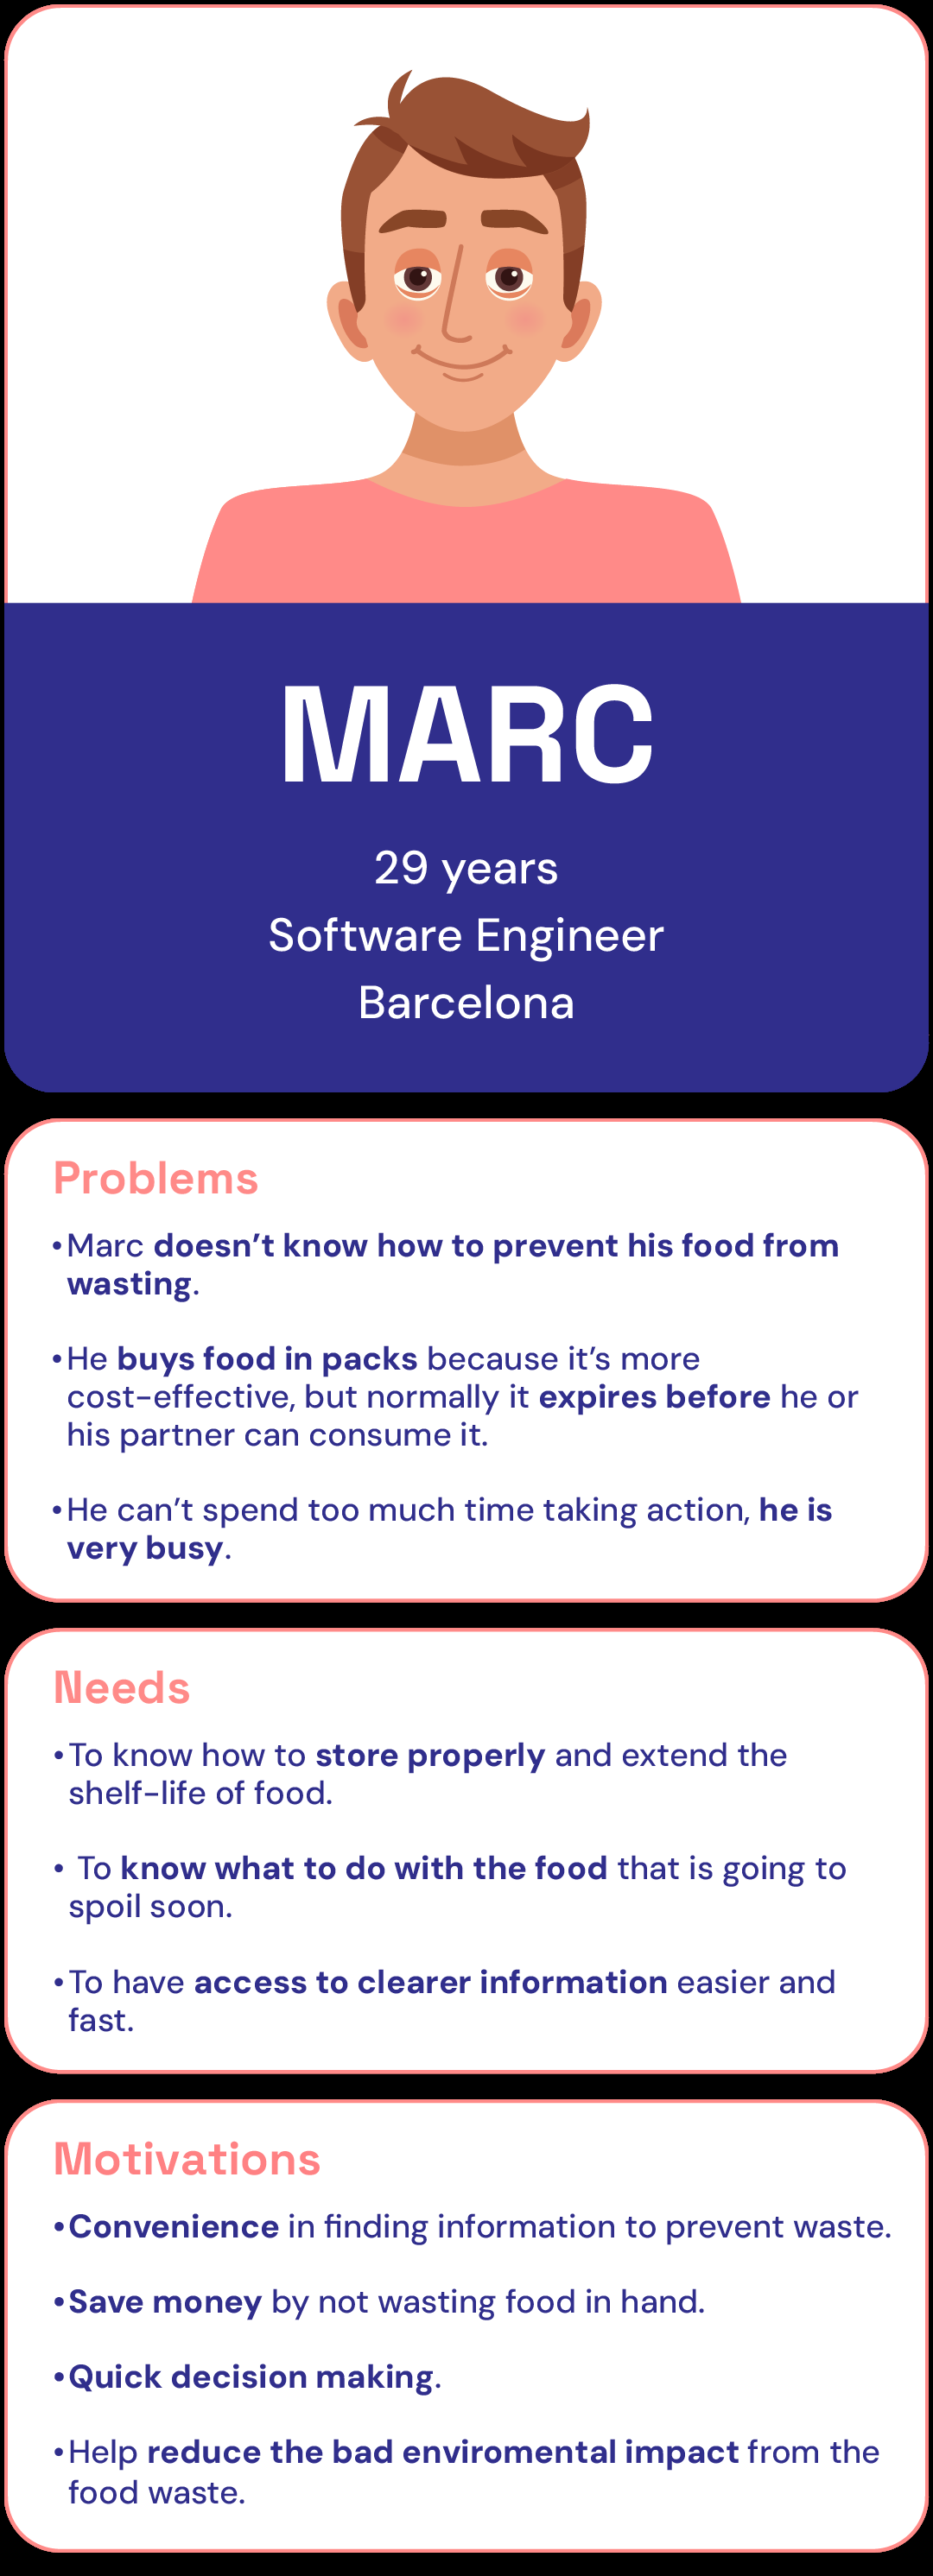 MARC
29 years
Software Engineer
Barcelona
Problems
•Marc doesn’t know how to prevent his food from
wasting.
•He buys food in packs because it’s more
cost-effective, but normally it expires before he or
his partner can consume it.
•He can’t spend too much time taking action, he is
very busy.
Needs
•To know how to store properly and extend the
shelf-life of food.
• To know what to do with the food that is going to
spoil soon.
•To have access to clearer information easier and
fast.
Motivations
•Convenience in finding information to prevent waste.
•Save money by not wasting food in hand.
•Quick decision making.
•Help reduce the bad enviromental impact from the
food waste.